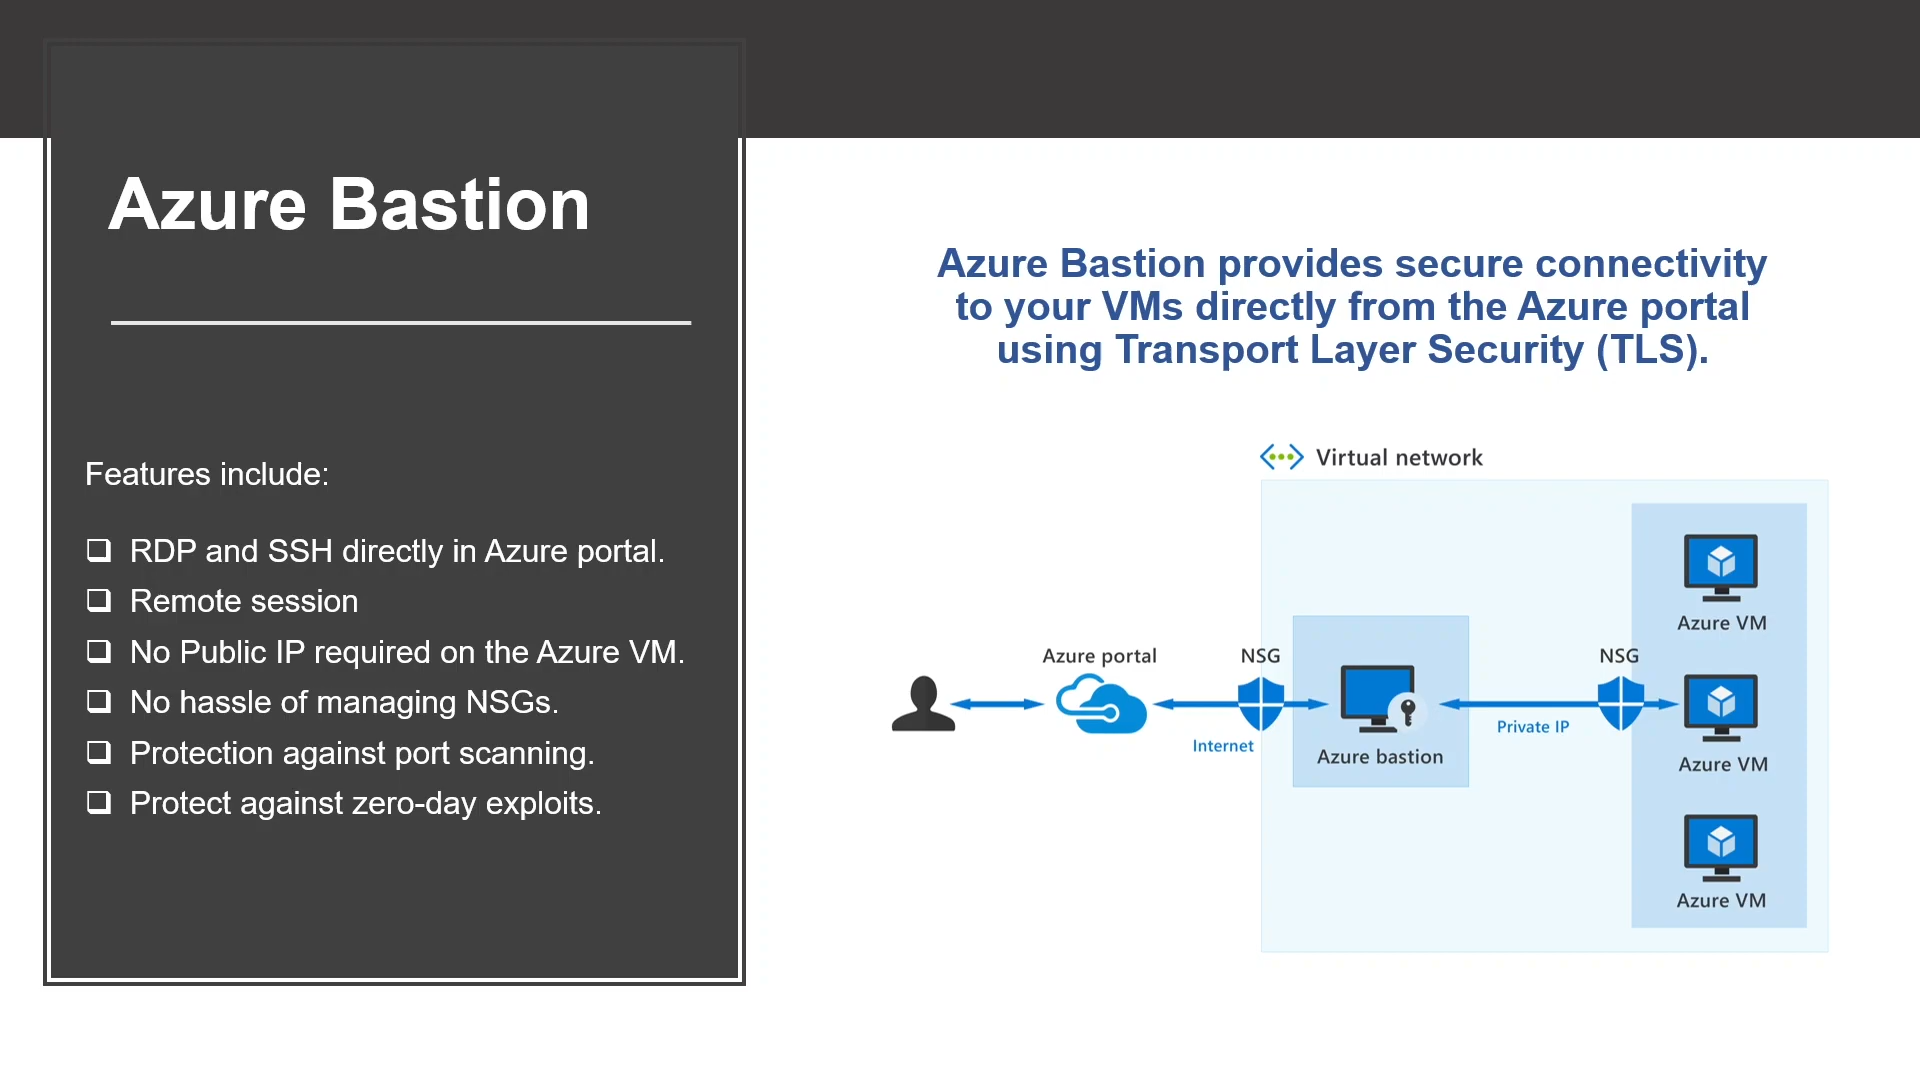 Azure Bastion
Features include:
❑ RDP and SSH directly in Azure portal.
❑ Remote session
❑ No Public IP required on the Azure VM.
❑ No hassle of managing NSGs.
❑ Protection against port scanning.
❑ Protect against zero-day exploits.
Azure Bastion provides secure connectivity
to your VMs directly from the Azure portal
using Transport Layer Security (TLS).
Virtual network
Azure portal
NSG
Internet
Azure bastion
Private IP
NSG
Azure VM
Azure VM
Azure VM